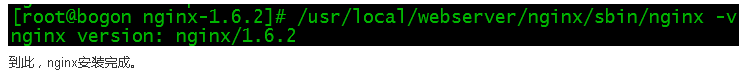 [root@bogon nginx-1.6.2]# /usr/local/webserver/nginx/sbin/nginx -v
nginx version: nginx/1.6.2
到此，nginx安装完成。